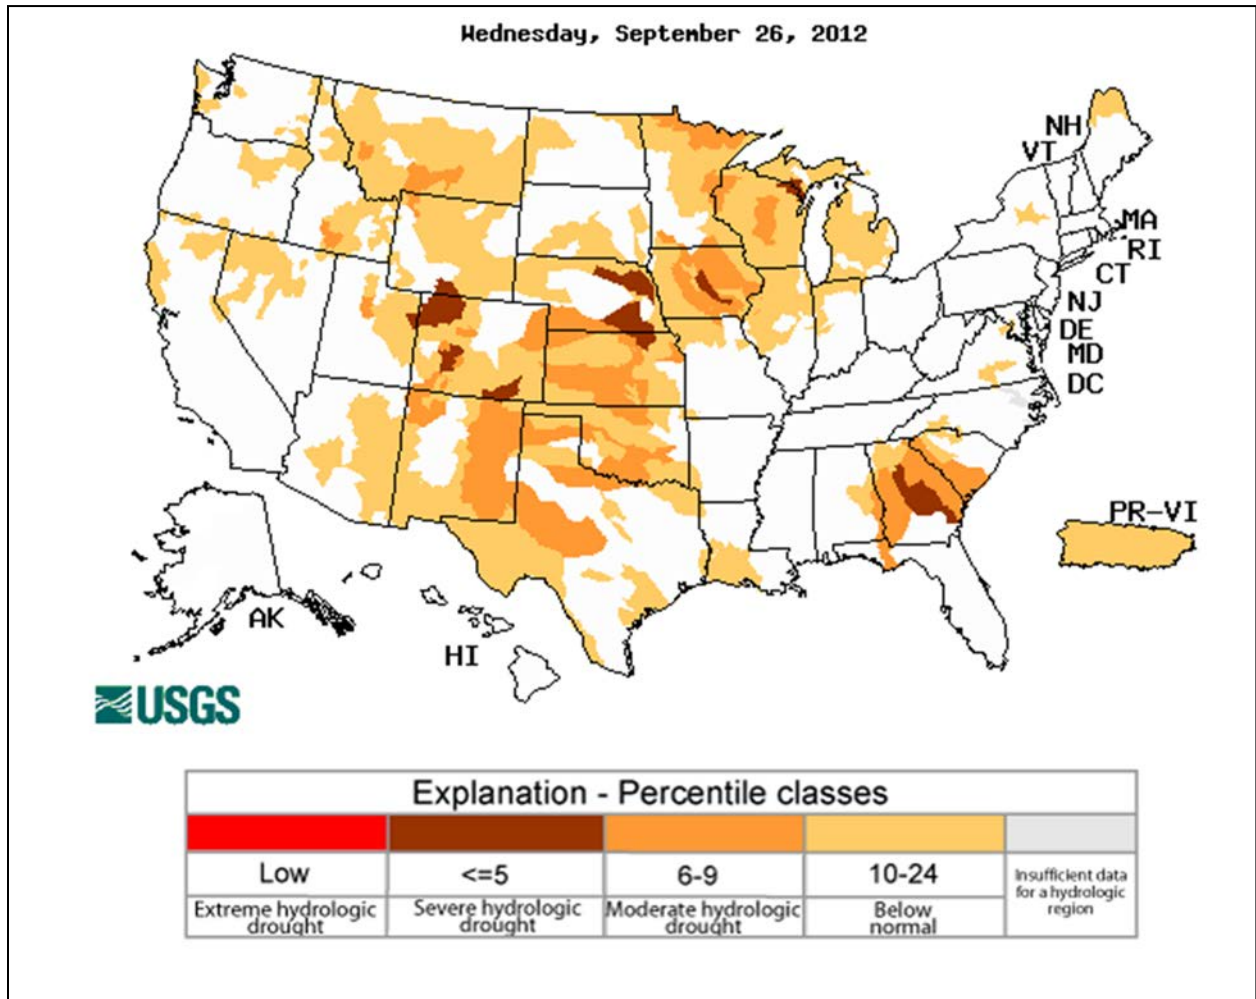 Wednesday, September 26, 2012
NH
VT
MA
RI
CT
NJ
DE
MD
DC
PR-VI
AK
HI
USGS
Explanation - Percentile classes
Low
<=5
6-9
10-24
Insufficient data
for a hydrologic
region
Extreme hydrologic
drought
Severe hydrologic
drought
Moderate hydrologic
drought
Below
normal